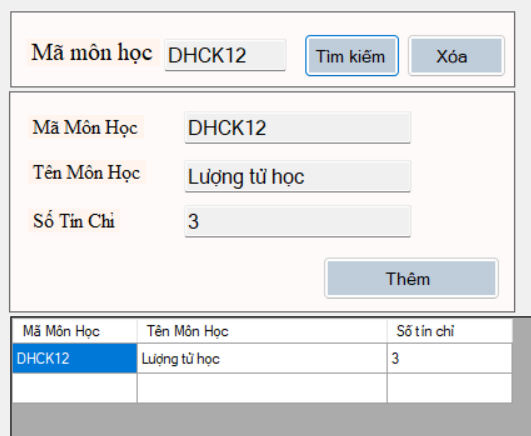 Mã môn học DHCK12 Tìm kiếm Xóa
Mã Môn Học DHCK12
Tên Môn Học Lượng tử học
Số Tín Chỉ 3
Thêm
Mã Môn Học Tên Môn Học Số tín chỉ
DHCK12 Lượng tử học 3